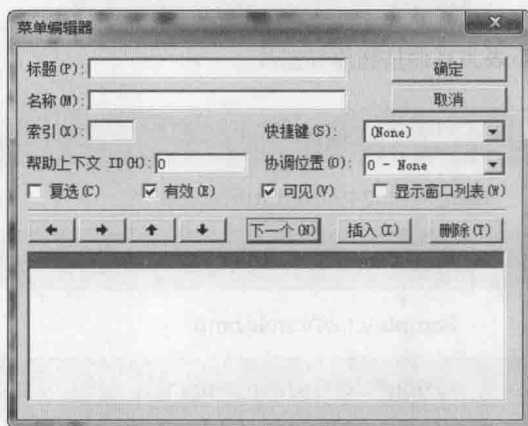 菜单编辑器
标题(P):
确定
名称(M):
取消
索引(X):
快捷键(S): (None)
帮助上下文 ID(H): 0
协调位置(O): 0 - None
复选(C) 有效(E) 可见(V) 显示窗口列表(W)
下一个(N) 插入(I) 删除(T)